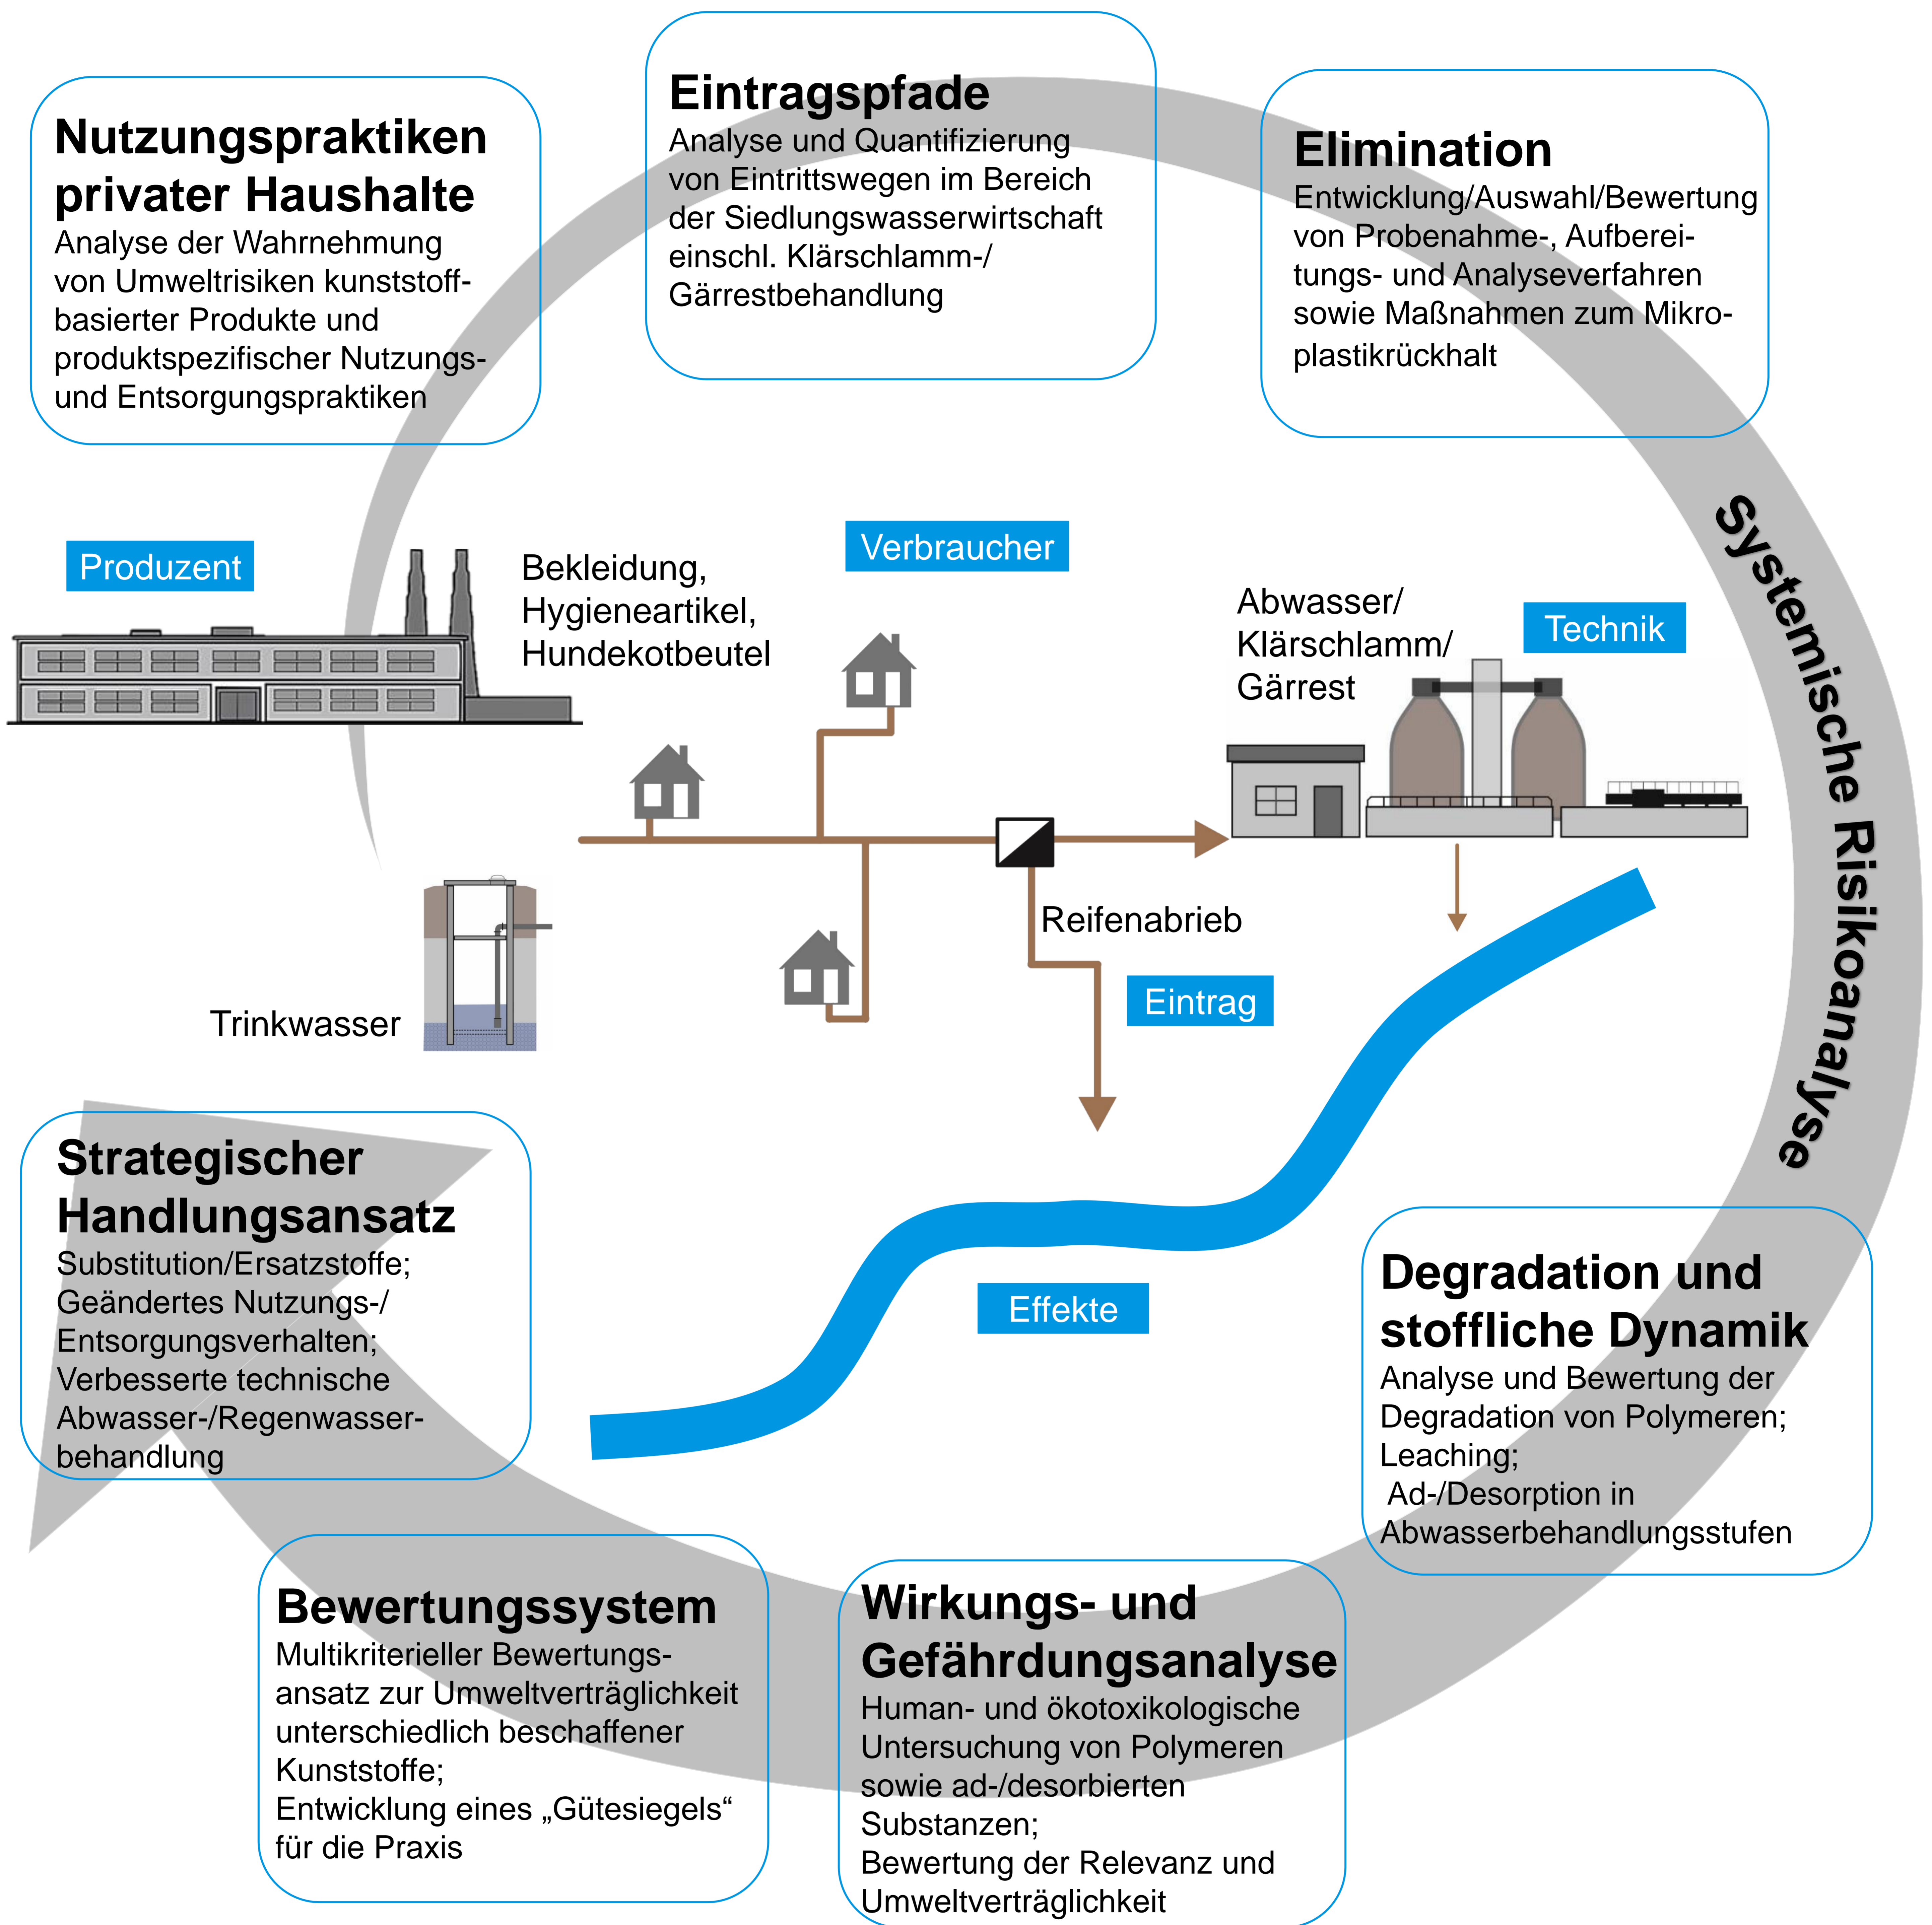 Nutzungspraktiken
privater Haushalte
Analyse der Wahrnehmung
von Umweltrisiken kunststoff-
basierter Produkte und
produktspezifischer Nutzungs-
und Entsorgungspraktiken
Eintragspfade
Analyse und Quantifizierung
von Eintrittswegen im Bereich
der Siedlungswasserwirtschaft
einschl. Klärschlamm-/
Gärrestbehandlung
Elimination
Entwicklung/Auswahl/Bewertung
von Probenahme-, Aufberei-
tungs- und Analyseverfahren
sowie Maßnahmen zum Mikro-
plastikrückhalt
Systemische Risikoanalyse
Produzent
Bekleidung,
Hygieneartikel,
Hundekotbeutel
Verbraucher
Abwasser/
Klärschlamm/
Gärrest
Technik
Reifenabrieb
Eintrag
Trinkwasser
Effekte
Degradation und
stoffliche Dynamik
Analyse und Bewertung der
Degradation von Polymeren;
Leaching;
Ad-/Desorption in
Abwasserbehandlungsstufen
Wirkungs- und
Gefährdungsanalyse
Human- und ökotoxikologische
Untersuchung von Polymeren
sowie ad-/desorbierten
Substanzen;
Bewertung der Relevanz und
Umweltverträglichkeit
Bewertungssystem
Multikriterieller Bewertungs-
ansatz zur Umweltverträglichkeit
unterschiedlich beschaffener
Kunststoffe;
Entwicklung eines „Gütesiegels“
für die Praxis
Strategischer
Handlungsansatz
Substitution/Ersatzstoffe;
Geändertes Nutzungs-/
Entsorgungsverhalten;
Verbesserte technische
Abwasser-/Regenwasser-
behandlung